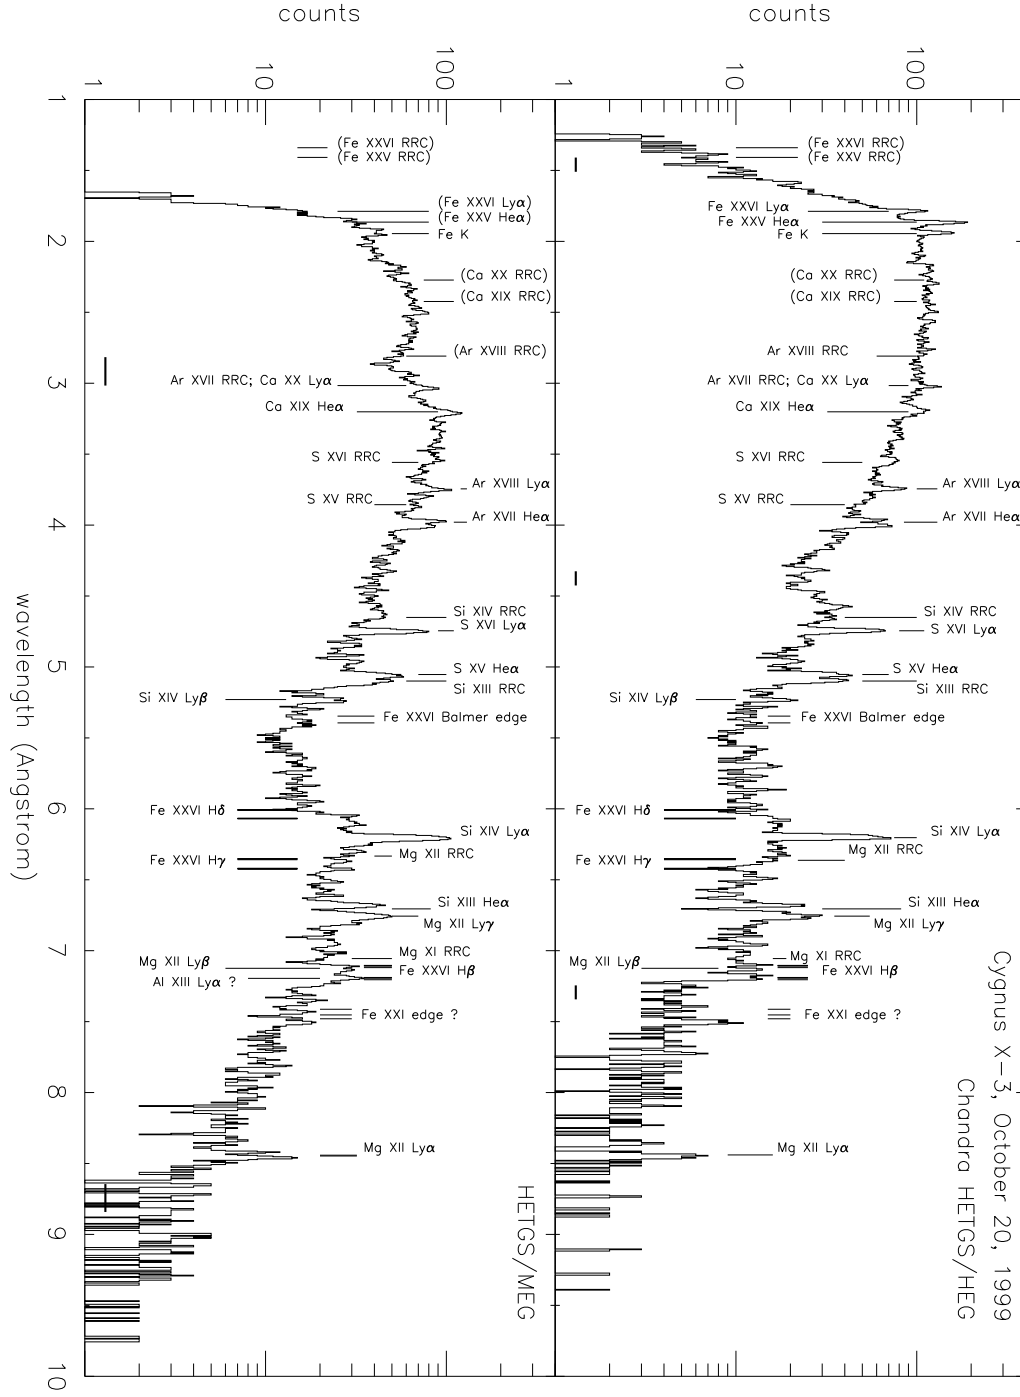 counts
counts
1
10
100
1
10
100
1
2
3
4
5
6
7
8
9
10
wavelength (Angstrom)
(Fe XXVI RRC)
(Fe XXV RRC)
(Fe XXVI Lyα)
(Fe XXV Heα)
Fe K
(Ca XX RRC)
(Ca XIX RRC)
(Ar XVIII RRC)
Ar XVII RRC; Ca XX Lyα
Ca XIX Heα
S XVI RRC
Ar XVIII Lyα
S XV RRC
Ar XVII Heα
Si XIV RRC
S XVI Lyα
S XV Heα
Si XIII RRC
Si XIV Lyβ
Fe XXVI Balmer edge
Fe XXVI Hδ
Si XIV Lyα
Mg XII RRC
Fe XXVI Hγ
Si XIII Heα
Mg XII Lyγ
Mg XI RRC
Mg XII Lyβ
Fe XXVI Hβ
Al XIII Lyα ?
Fe XXI edge ?
Mg XII Lyα
HETGS/MEG
(Fe XXVI RRC)
(Fe XXV RRC)
Fe XXVI Lyα
Fe XXV Heα
Fe K
(Ca XX RRC)
(Ca XIX RRC)
Ar XVIII RRC
Ar XVII RRC; Ca XX Lyα
Ca XIX Heα
S XVI RRC
Ar XVIII Lyα
S XV RRC
Ar XVII Heα
Si XIV RRC
S XVI Lyα
S XV Heα
Si XIII RRC
Si XIV Lyβ
Fe XXVI Balmer edge
Fe XXVI Hδ
Si XIV Lyα
Mg XII RRC
Fe XXVI Hγ
Si XIII Heα
Mg XII Lyγ
Mg XI RRC
Mg XII Lyβ
Fe XXVI Hβ
Fe XXI edge ?
Mg XII Lyα
Cygnus X-3, October 20, 1999
Chandra HETGS/HEG